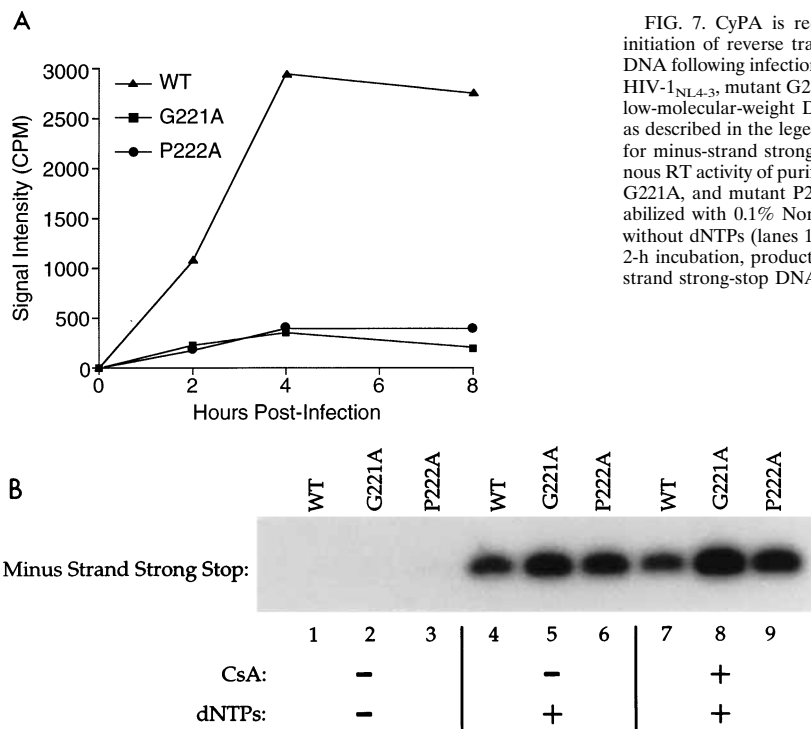 A
3000
2500
2000
1500
1000
500
0
Signal Intensity (CPM)
WT
G221A
P222A
0 2 4 6 8
Hours Post-Infection
FIG. 7. CyPA is re
initiation of reverse tra
DNA following infection
HIV-1NL4-3, mutant G2
low-molecular-weight D
as described in the lege
for minus-strand strong
nous RT activity of purif
G221A, and mutant P2
abilized with 0.1% Non
without dNTPs (lanes 1
2-h incubation, product
strand strong-stop DNA
B
WT G221A P222A WT G221A P222A WT G221A P222A
Minus Strand Strong Stop:
1 2 3 4 5 6 7 8 9
CsA: - - +
dNTPs: - + +